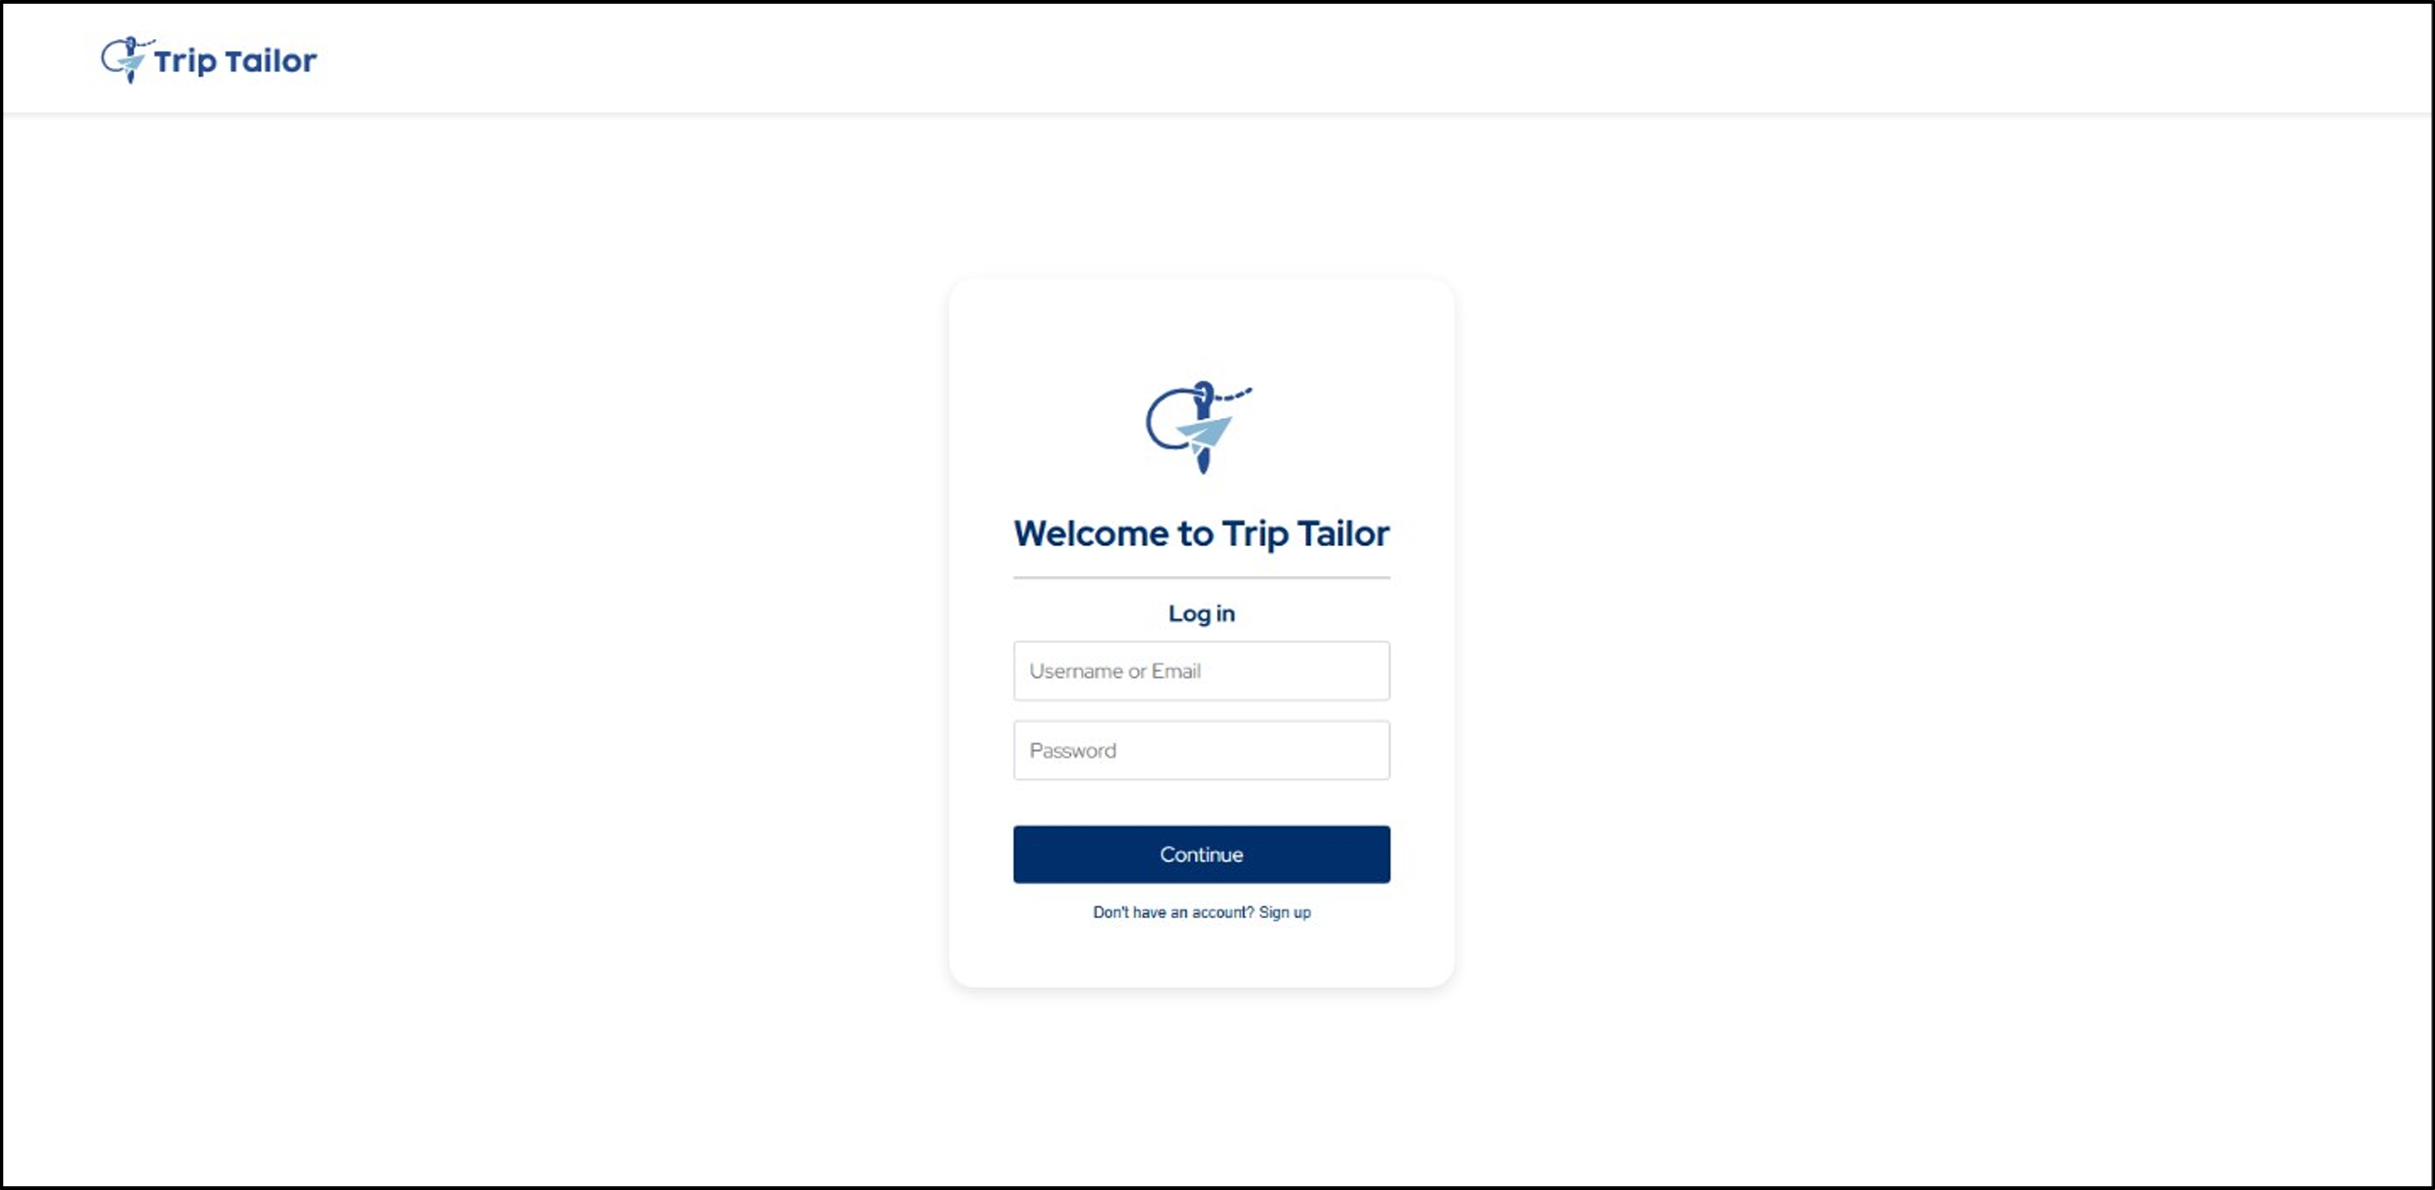 Trip Tailor
Welcome to Trip Tailor
Log in
Username or Email
Password
Continue
Don't have an account? Sign up